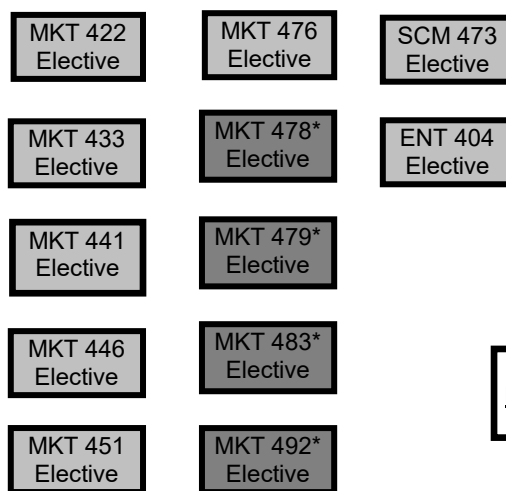 MKT 422
Elective
MKT 433
Elective
MKT 441
Elective
MKT 446
Elective
MKT 451
Elective
MKT 476
Elective
MKT 478*
Elective
MKT 479*
Elective
MKT 483*
Elective
MKT 492*
Elective
SCM 473
Elective
ENT 404
Elective